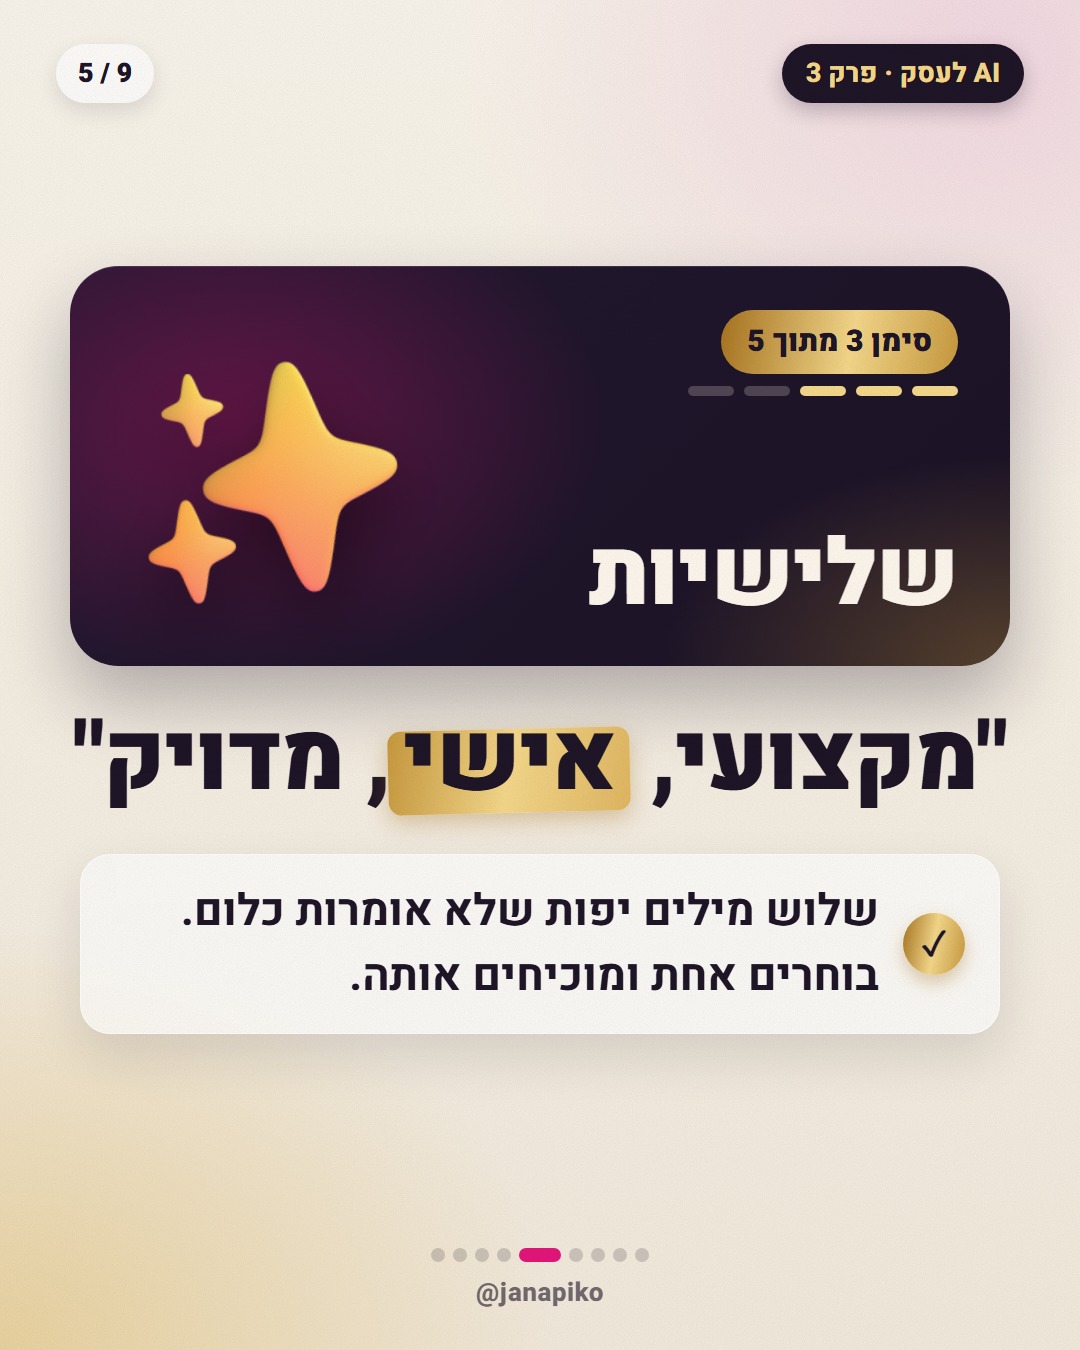 AI לעסק · פרק 3
5 / 9
סימן 3 מתוך 5
שלישיות
"מקצועי, אישי, מדויק"
שלוש מילים יפות שלא אומרות כלום.
בוחרים אחת ומוכיחים אותה.
@janapiko